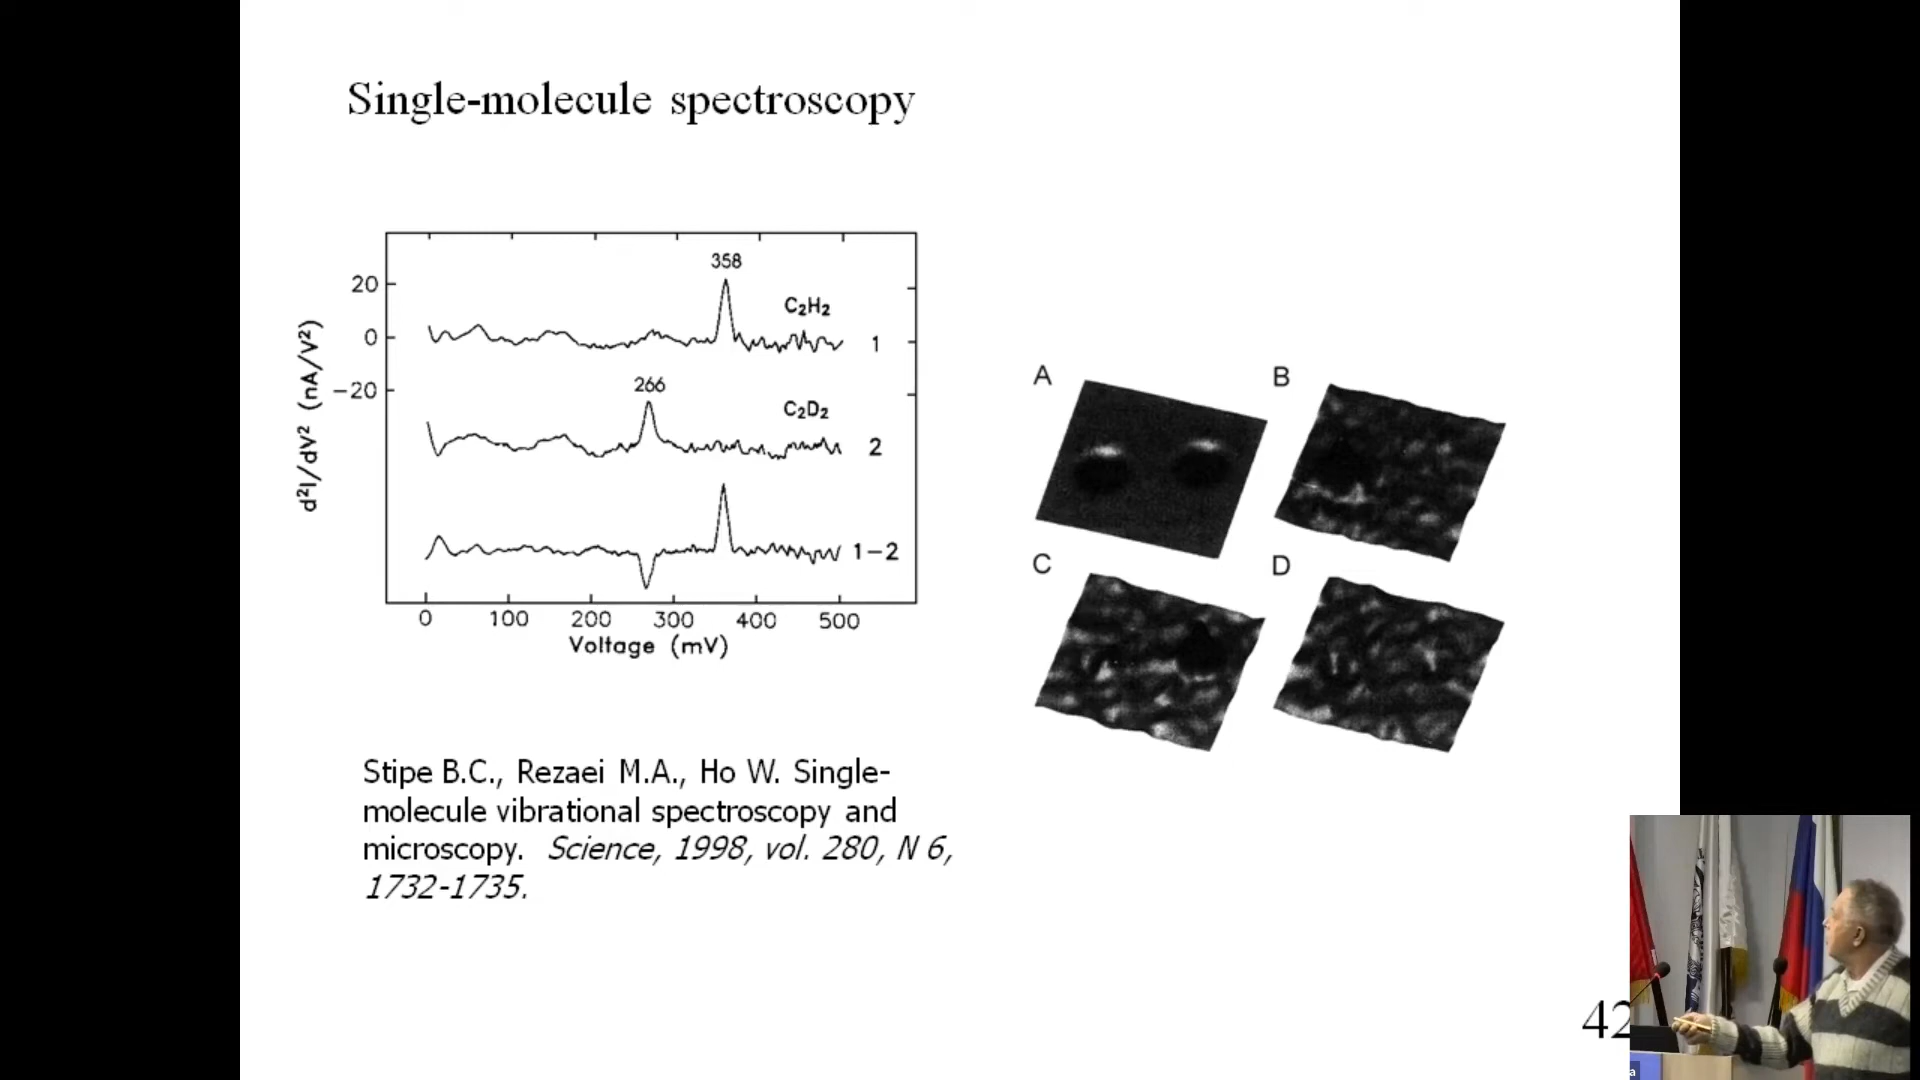 Single-molecule spectroscopy
358
20
C₂H₂
0
1
-20
266
C₂D₂
2
1-2
d²I/dV² (nA/V²)
0 100 200 300 400 500
Voltage (mV)
A
B
C
D
Stipe B.C., Rezaei M.A., Ho W. Single-
molecule vibrational spectroscopy and
microscopy. Science, 1998, vol. 280, N 6,
1732-1735.
42
a